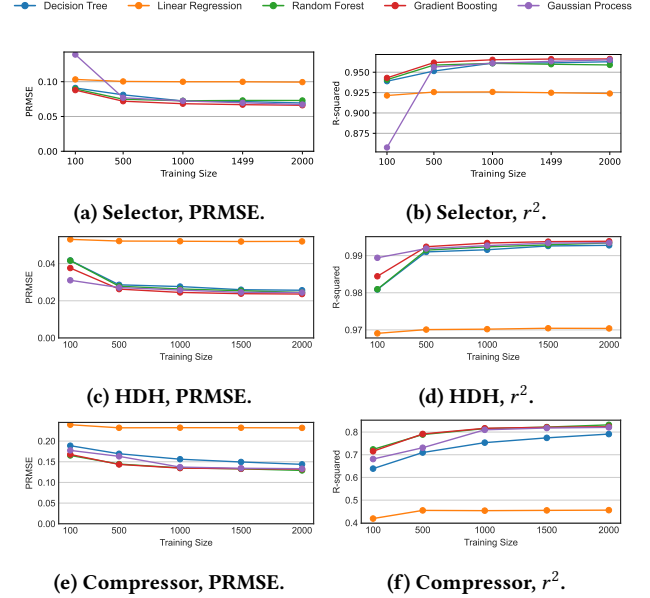 Decision Tree Linear Regression Random Forest Gradient Boosting Gaussian Process
PRMSE
0.10
0.05
0.00
100 500 1000 1499 2000
Training Size
(a) Selector, PRMSE.
R-squared
0.950
0.925
0.900
0.875
100 500 1000 1500 2000
Training Size
(b) Selector, r².
PRMSE
0.04
0.02
0.00
100 500 1000 1500 2000
Training Size
(c) HDH, PRMSE.
R-squared
0.99
0.98
0.97
100 500 1000 1500 2000
Training Size
(d) HDH, r².
PRMSE
0.20
0.15
0.10
0.05
0.00
100 500 1000 1500 2000
Training Size
(e) Compressor, PRMSE.
R-squared
0.8
0.7
0.6
0.5
0.4
100 500 1000 1500 2000
Training Size
(f) Compressor, r².